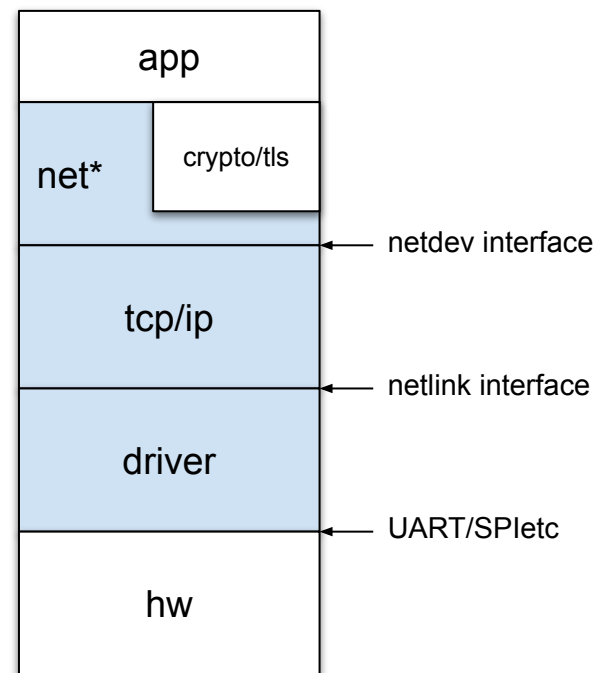 app
crypto/tls
net*
netdev interface
tcp/ip
netlink interface
driver
UART/SPIetc
hw